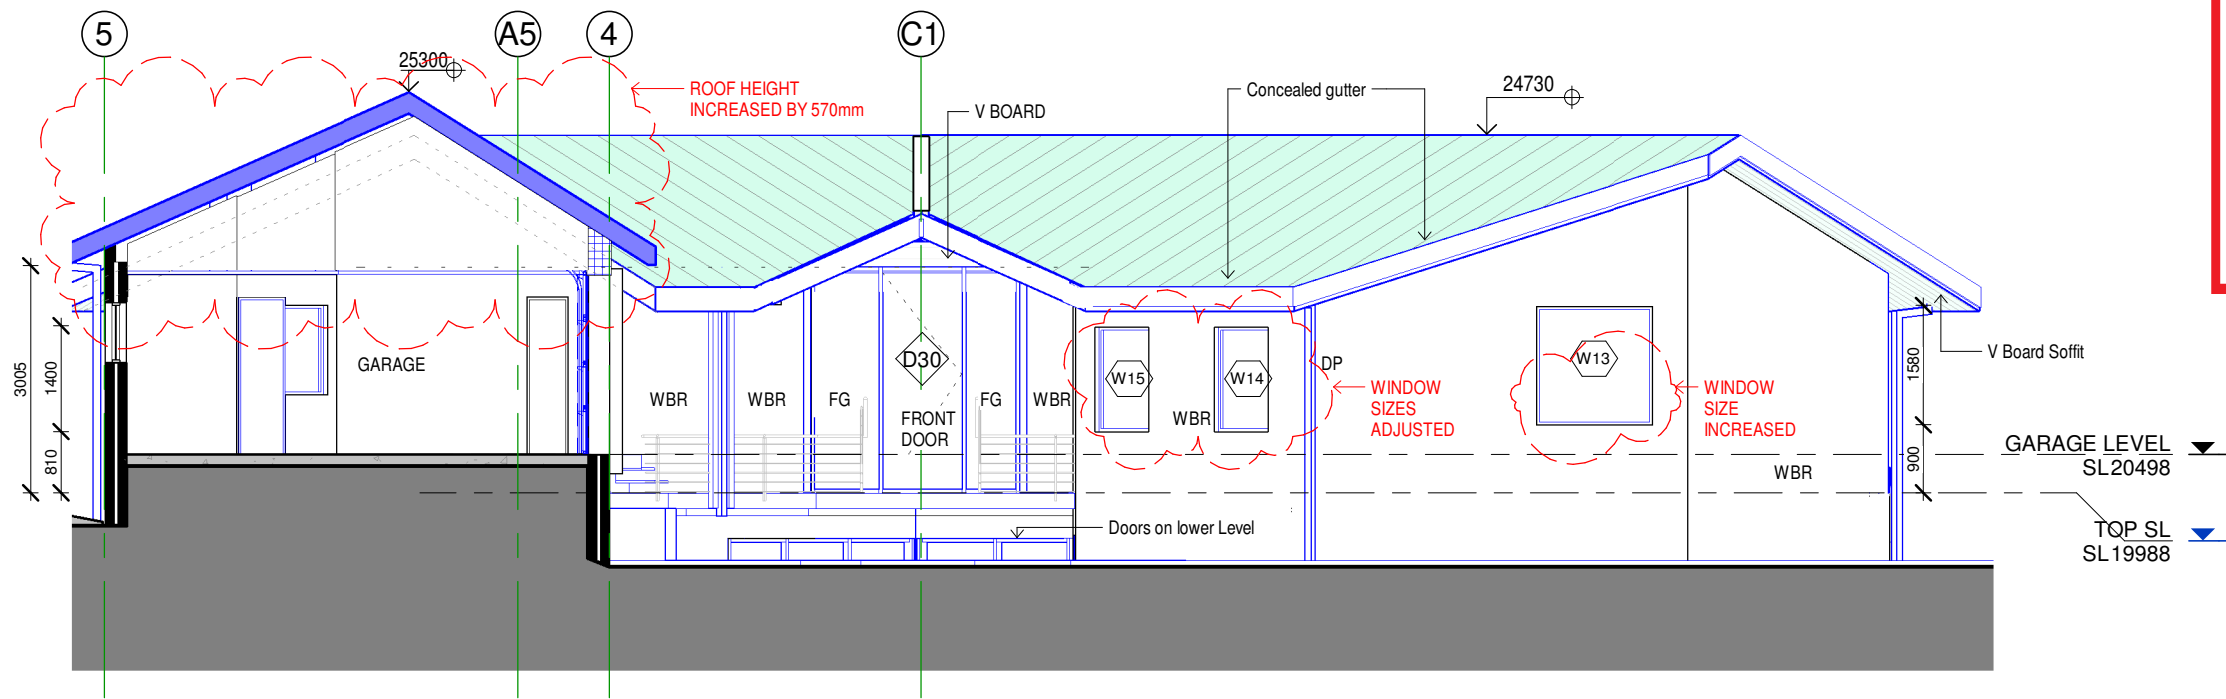 5
A5
4
C1
25300
ROOF HEIGHT
INCREASED BY 570mm
V BOARD
Concealed gutter
24730
3005
1400
810
GARAGE
WBR
WBR
FG
D30
FRONT
DOOR
FG
WBR
W15
W14
WBR
DP
WINDOW
SIZES
ADJUSTED
W13
WINDOW
SIZE
INCREASED
WBR
1580
900
V Board Soffit
GARAGE LEVEL
SL20498
TOP SL
SL19988
Doors on lower Level